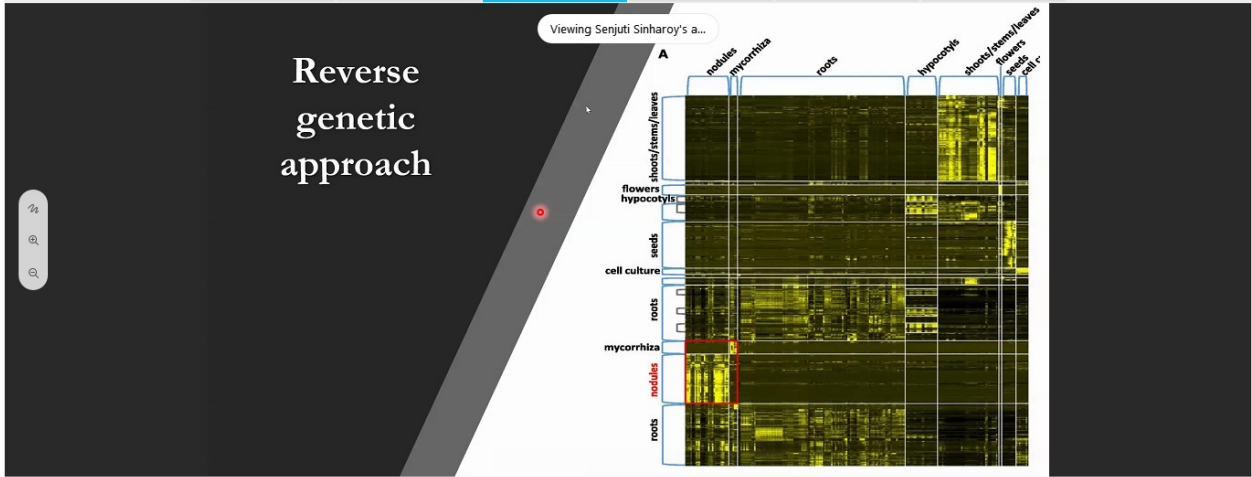 Viewing Senjuti Sinharoy's a...
Reverse
genetic
approach
A
nodules
mycorrhiza
roots
hypocotyls
shoots/stems/leaves
flowers
seeds
shoots/stems/leaves
flowers
hypocotyls
seeds
cell culture
roots
mycorrhiza
nodules
roots